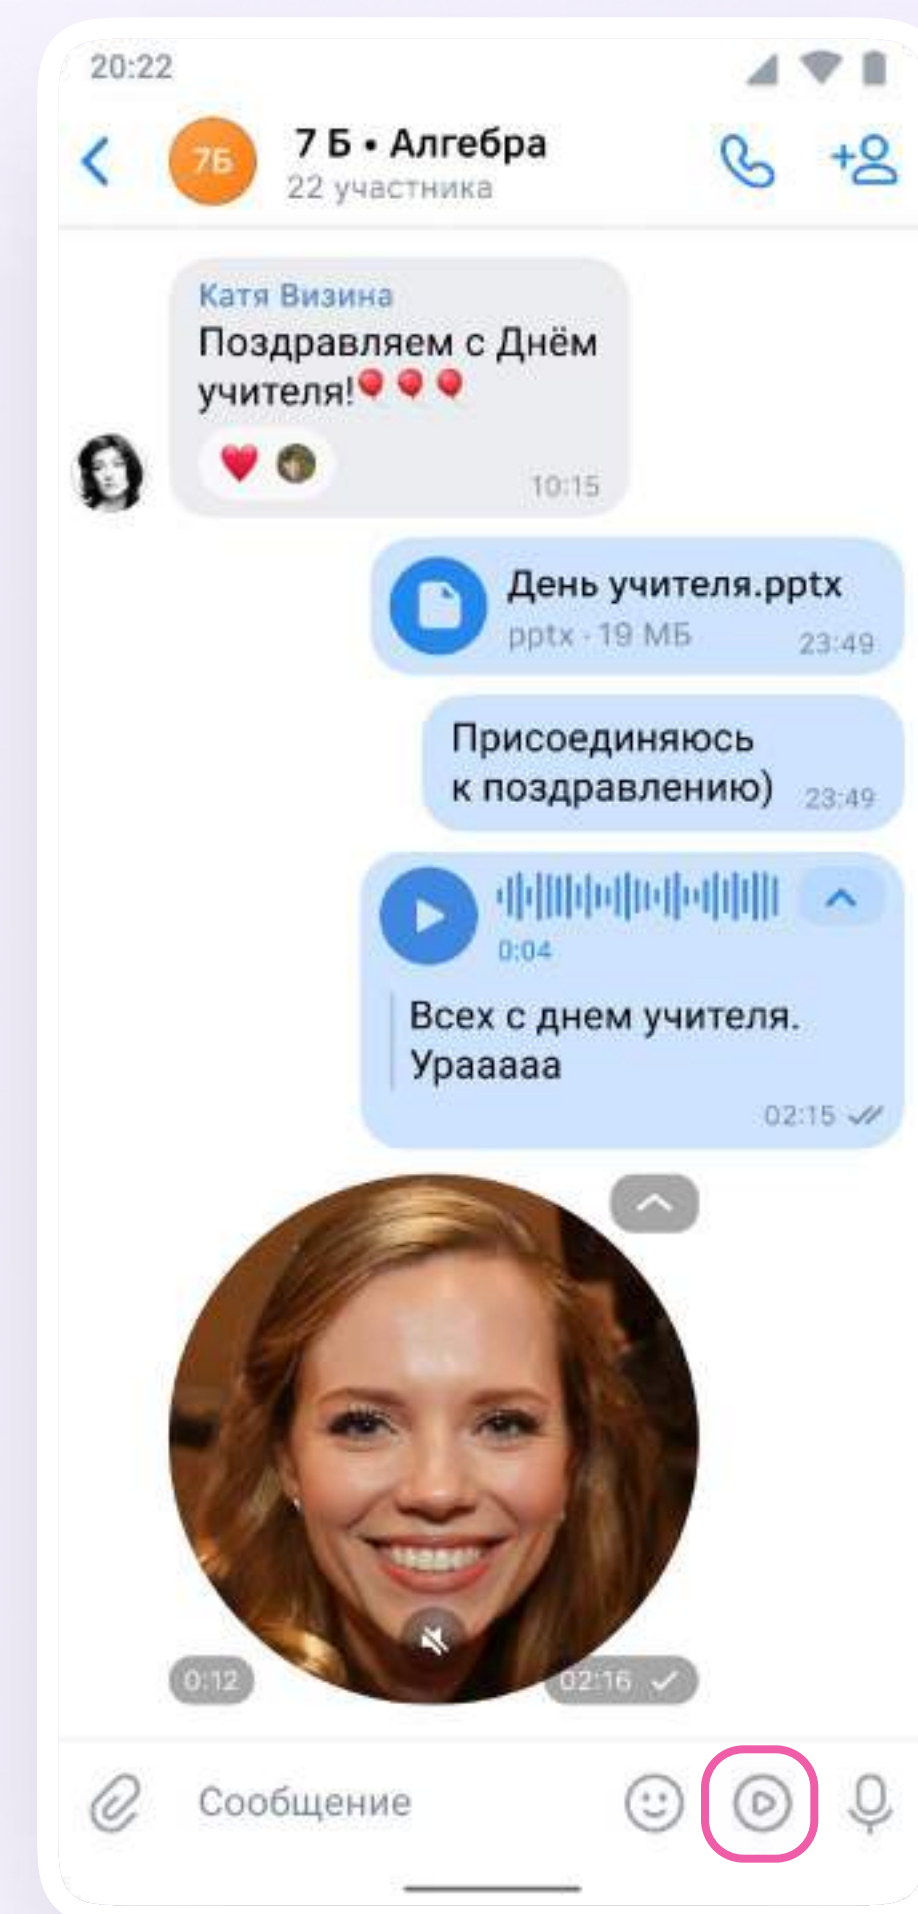 20:22
7Б
7 Б • Алгебра
22 участника
Катя Визина
Поздравляем с Днём
учителя!🎈🎈🎈
10:15
День учителя.pptx
pptx · 19 МБ
23:49
Присоединяюсь
к поздравлению)
23:49
0:04
Всех с днем учителя.
Урааааа
02:15
0:12
02:16
Сообщение